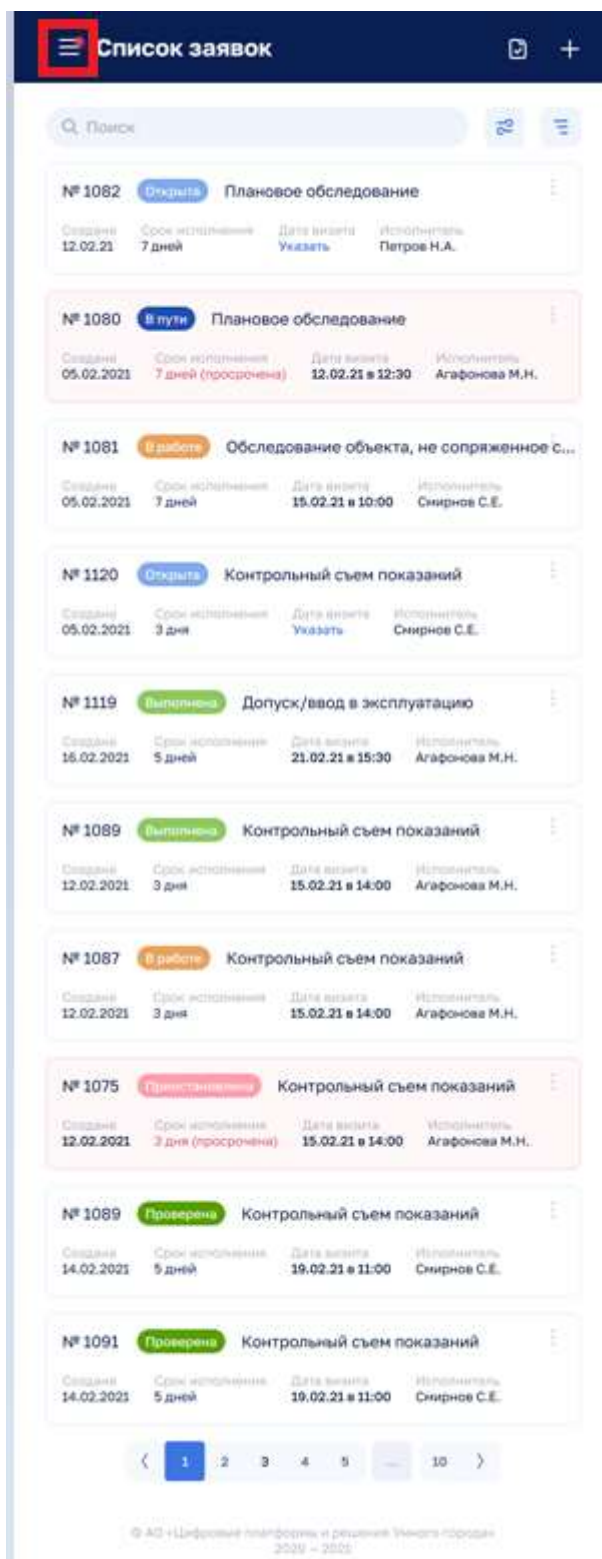 Список заявок
Поиск
№ 1082 Открыта Плановое обследование
Создана Срок исполнения Дата визита Исполнитель
12.02.21 7 дней Указать Петров Н.А.
№ 1080 В пути Плановое обследование
Создана Срок исполнения Дата визита Исполнитель
05.02.2021 7 дней (просрочена) 12.02.21 в 12:30 Агафонова М.Н.
№ 1081 В работе Обследование объекта, не сопряженное с...
Создана Срок исполнения Дата визита Исполнитель
05.02.2021 7 дней 15.02.21 в 10:00 Смирнов С.Е.
№ 1120 Открыта Контрольный съем показаний
Создана Срок исполнения Дата визита Исполнитель
05.02.2021 3 дня Указать Смирнов С.Е.
№ 1119 Выполнена Допуск/ввод в эксплуатацию
Создана Срок исполнения Дата визита Исполнитель
16.02.2021 5 дней 21.02.21 в 15:30 Агафонова М.Н.
№ 1089 Выполнена Контрольный съем показаний
Создана Срок исполнения Дата визита Исполнитель
12.02.2021 3 дня 15.02.21 в 14:00 Агафонова М.Н.
№ 1087 В работе Контрольный съем показаний
Создана Срок исполнения Дата визита Исполнитель
12.02.2021 3 дня 15.02.21 в 14:00 Агафонова М.Н.
№ 1075 Приостановлена Контрольный съем показаний
Создана Срок исполнения Дата визита Исполнитель
12.02.2021 3 дня (просрочена) 15.02.21 в 14:00 Агафонова М.Н.
№ 1089 Проверена Контрольный съем показаний
Создана Срок исполнения Дата визита Исполнитель
14.02.2021 5 дней 19.02.21 в 11:00 Смирнов С.Е.
№ 1091 Проверена Контрольный съем показаний
Создана Срок исполнения Дата визита Исполнитель
14.02.2021 5 дней 19.02.21 в 11:00 Смирнов С.Е.
1 2 3 4 5 ... 10
© АО «Цифровые платформы и решения Умного города»
2020 –